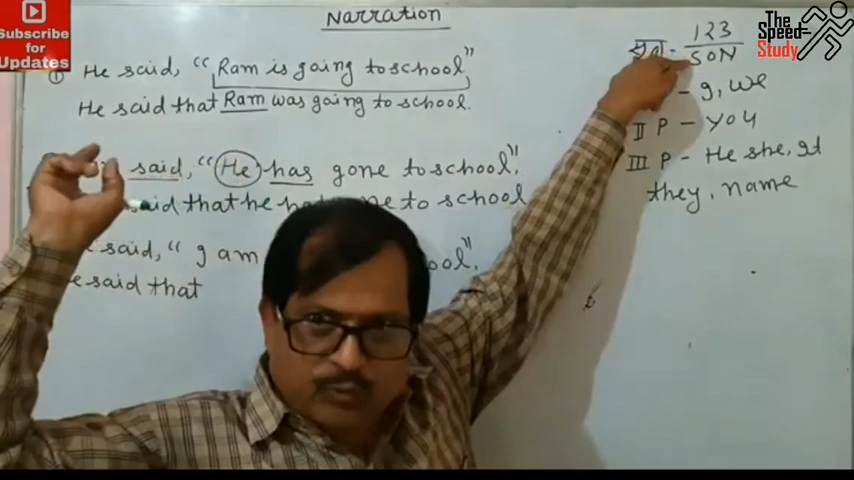 Subscribe
for
Updates
The
Speed-
Study
Narration
123
SON
① He said, "Ram is going to school"
He said that Ram was going to school.
- I, we
II P - you
III P - He she, It
they, name
said, "He has gone to school".
said that he to school
said, "I am
said that